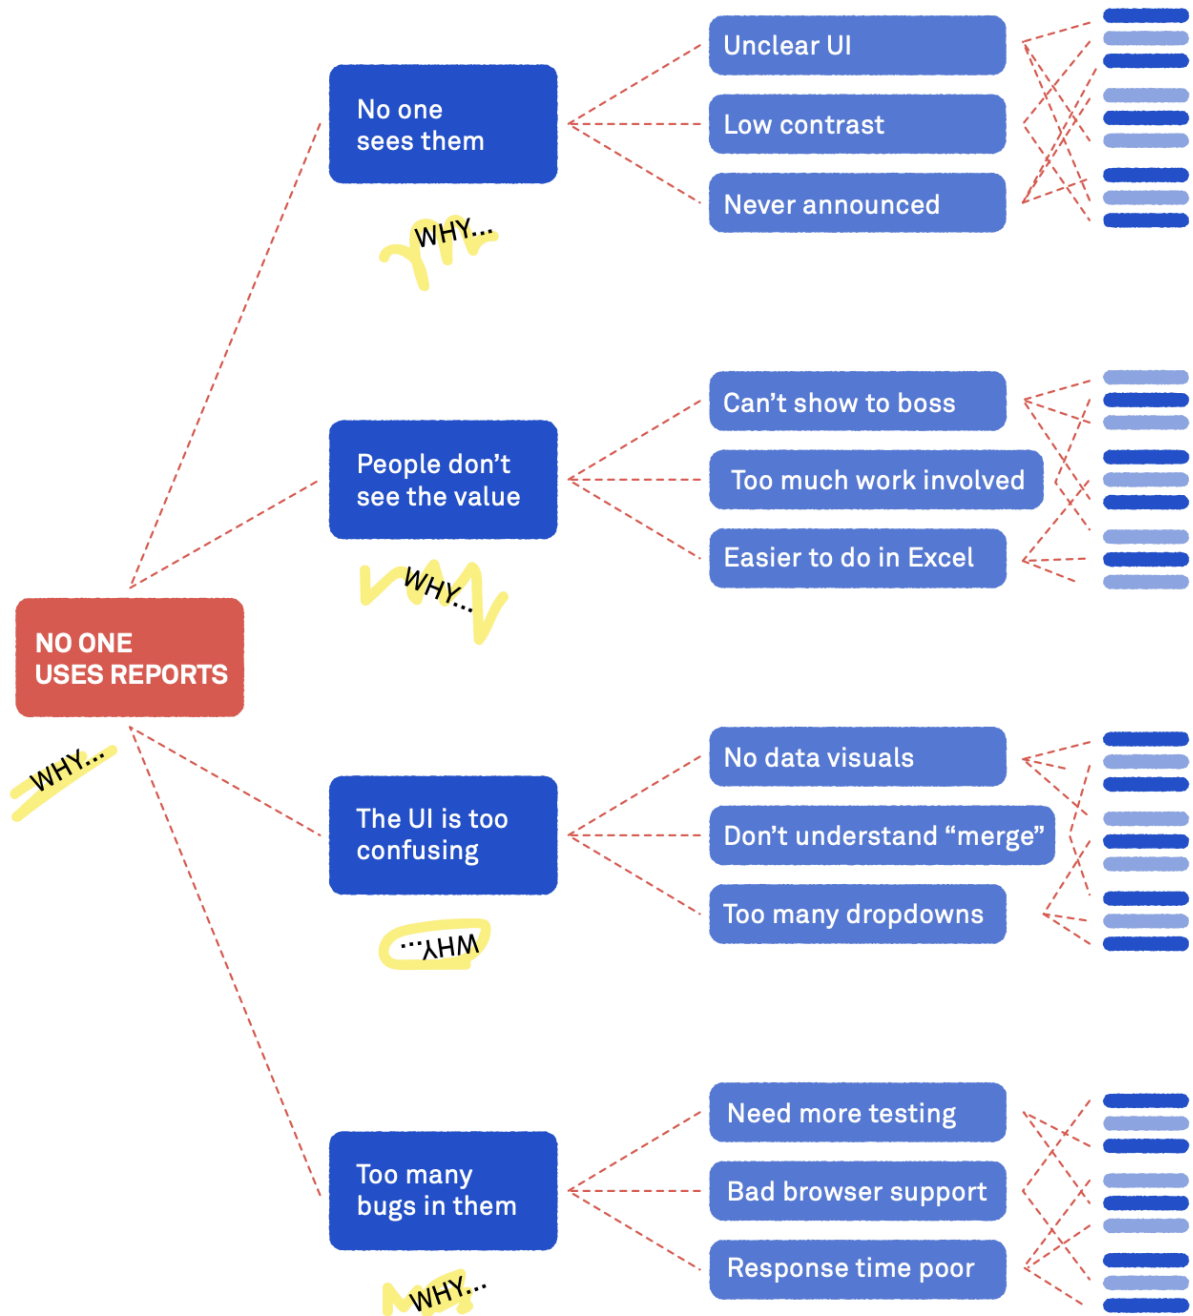 NO ONE
USES REPORTS
WHY...
No one
sees them
WHY...
Unclear UI
Low contrast
Never announced
People don’t
see the value
WHY...
Can’t show to boss
Too much work involved
Easier to do in Excel
The UI is too
confusing
WHY...
No data visuals
Don’t understand “merge”
Too many dropdowns
Too many
bugs in them
WHY...
Need more testing
Bad browser support
Response time poor